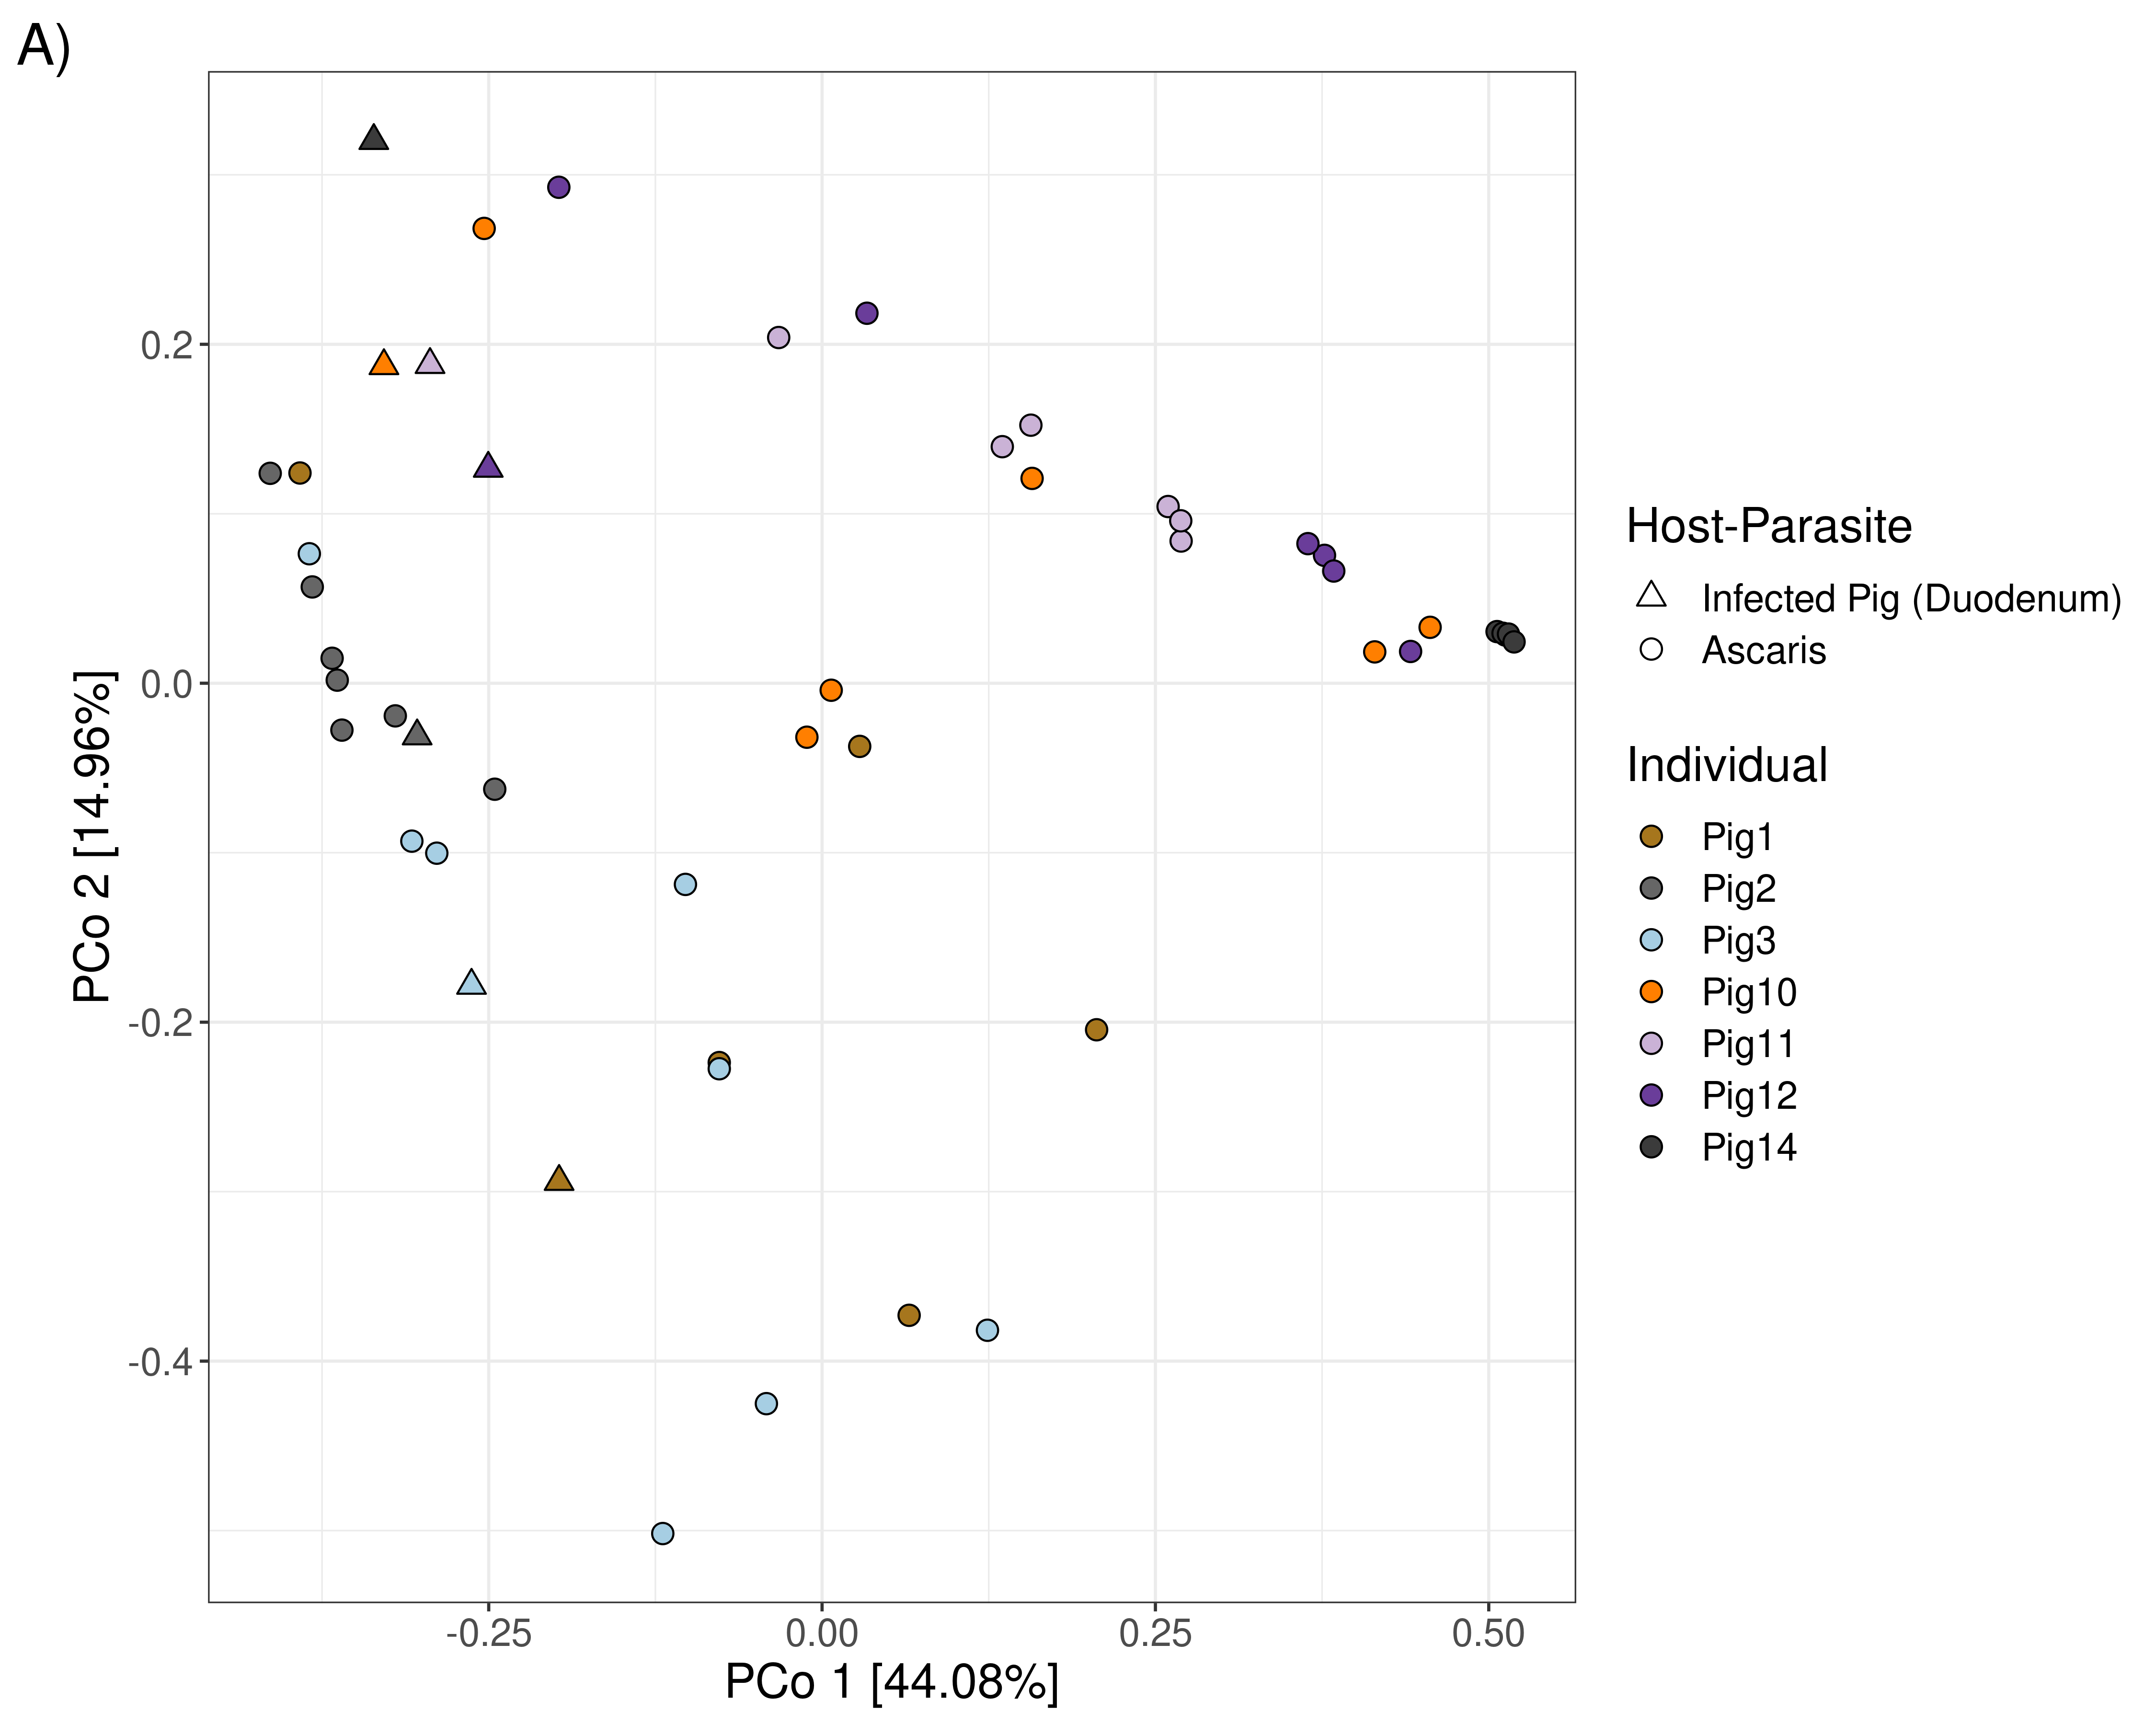 A)
0.2
0.0
-0.2
-0.4
PCo 2 [14.96%]
-0.25
0.00
0.25
0.50
PCo 1 [44.08%]
Host-Parasite
Infected Pig (Duodenum)
Ascaris
Individual
Pig1
Pig2
Pig3
Pig10
Pig11
Pig12
Pig14